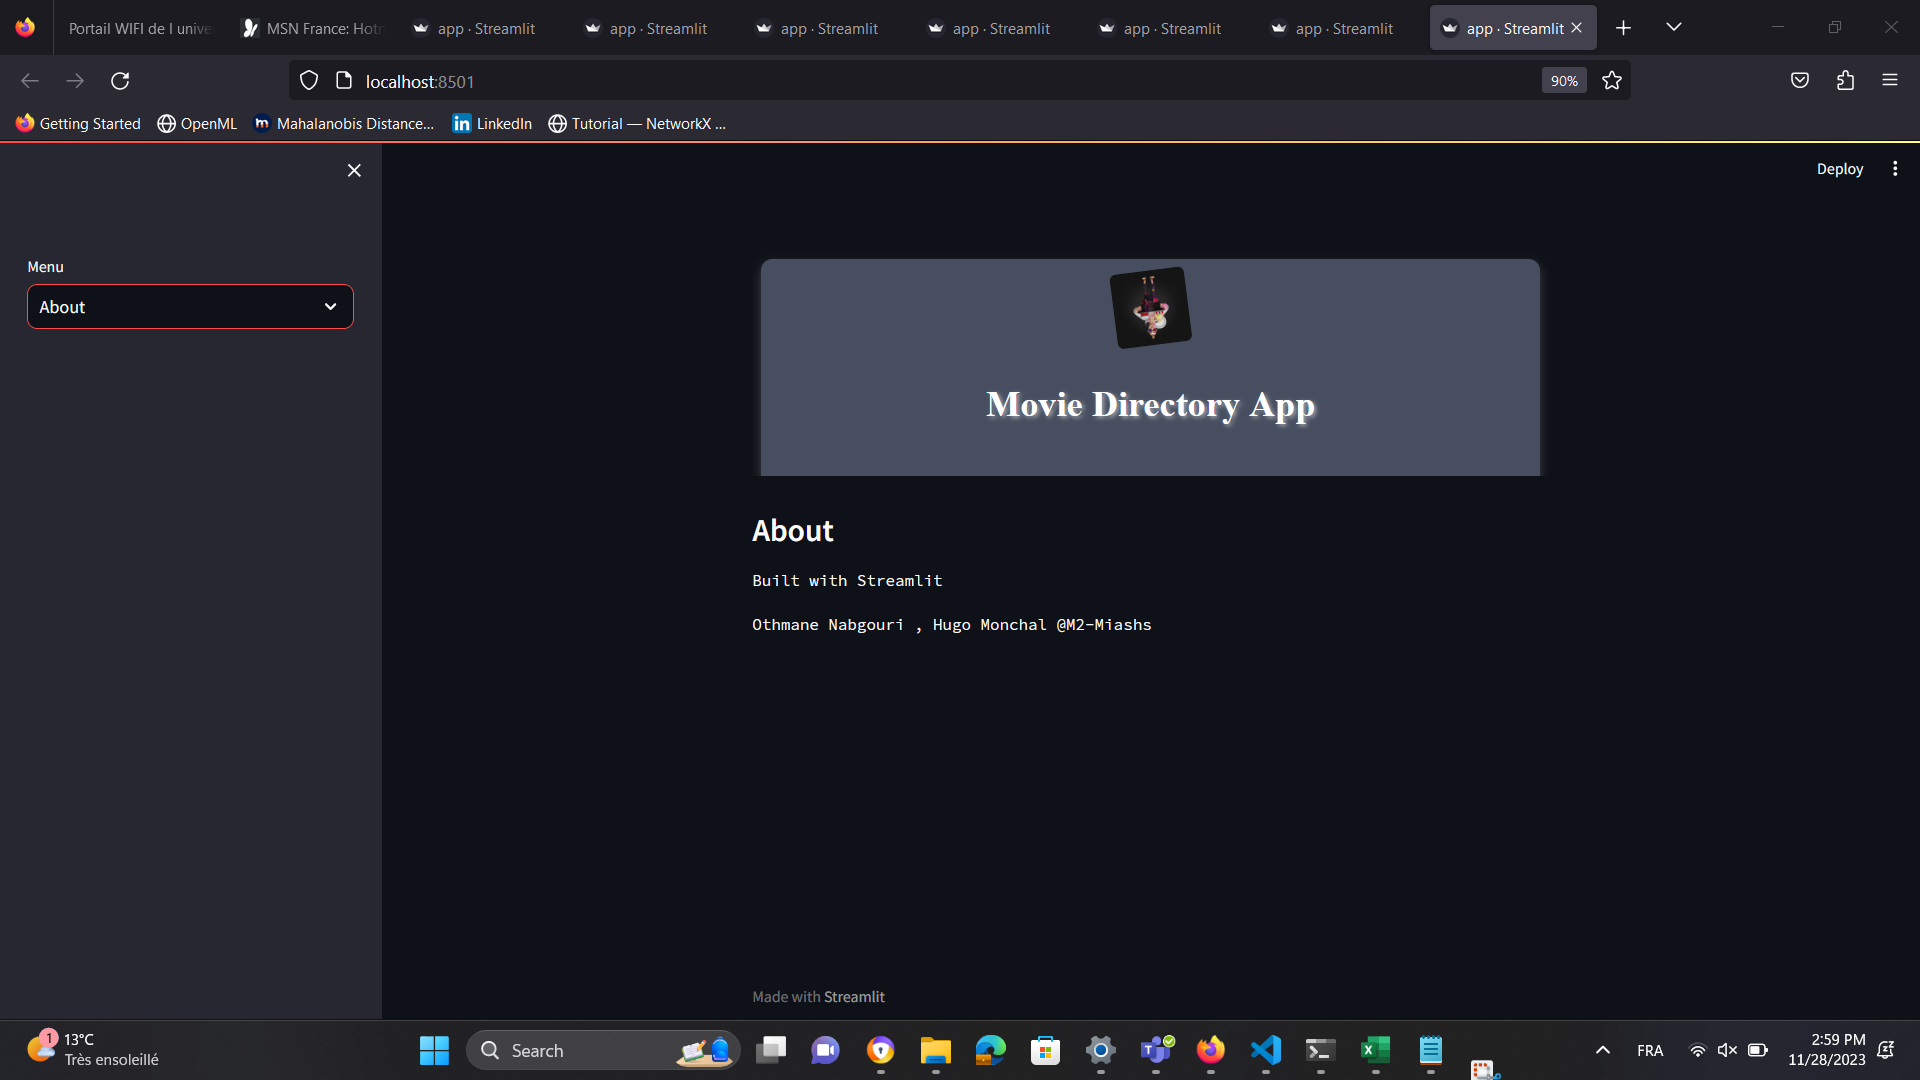 Portail WIFI de l unive
MSN France: Hotr
app · Streamlit
app · Streamlit
app · Streamlit
app · Streamlit
app · Streamlit
app · Streamlit
app · Streamlit
localhost:8501
90%
Getting Started
OpenML
Mahalanobis Distance...
LinkedIn
Tutorial — NetworkX ...
Deploy
Menu
About
Movie Directory App
About
Built with Streamlit
Othmane Nabgouri , Hugo Monchal @M2-Miashs
Made with Streamlit
1
13°C
Très ensoleillé
Search
FRA
2:59 PM
11/28/2023